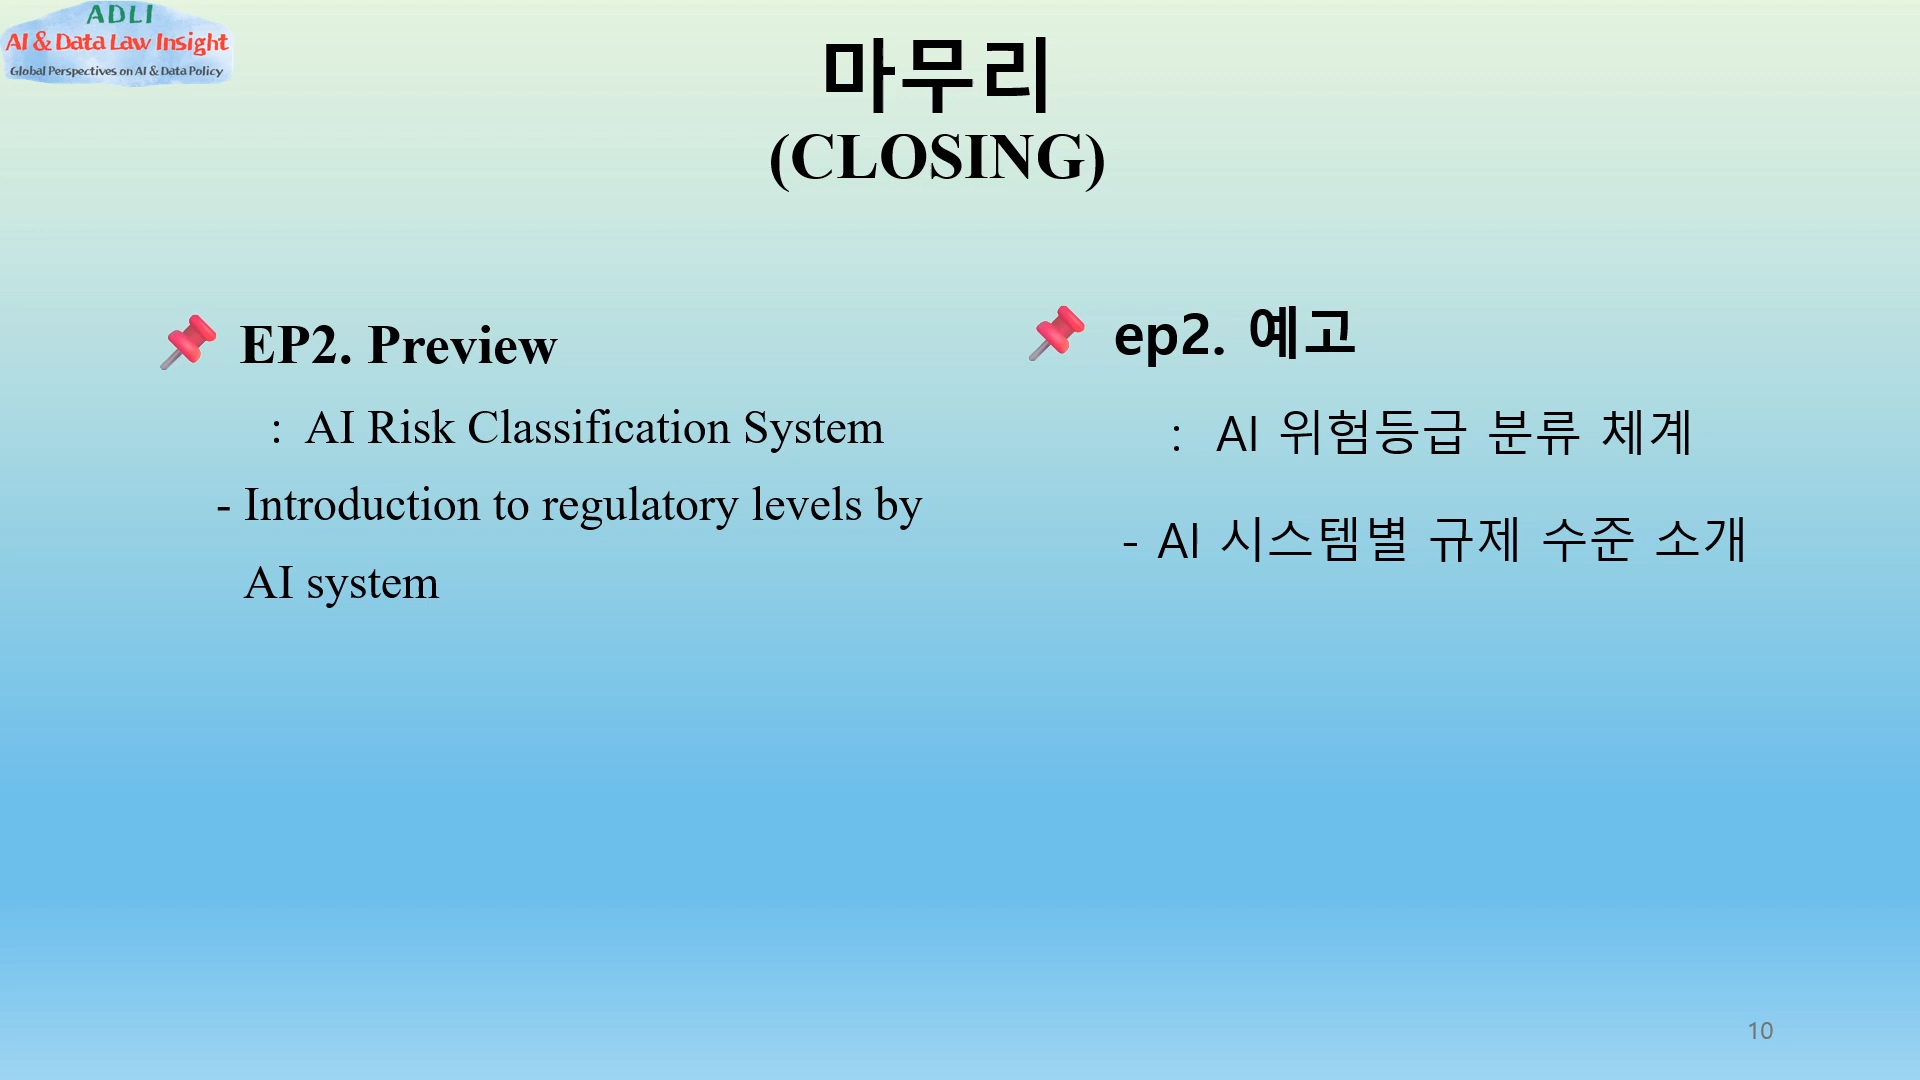 ADLI
AI & Data Law Insight
Global Perspectives on AI & Data Policy
마무리
(CLOSING)
EP2. Preview
: AI Risk Classification System
- Introduction to regulatory levels by
AI system
ep2. 예고
: AI 위험등급 분류 체계
- AI 시스템별 규제 수준 소개
10